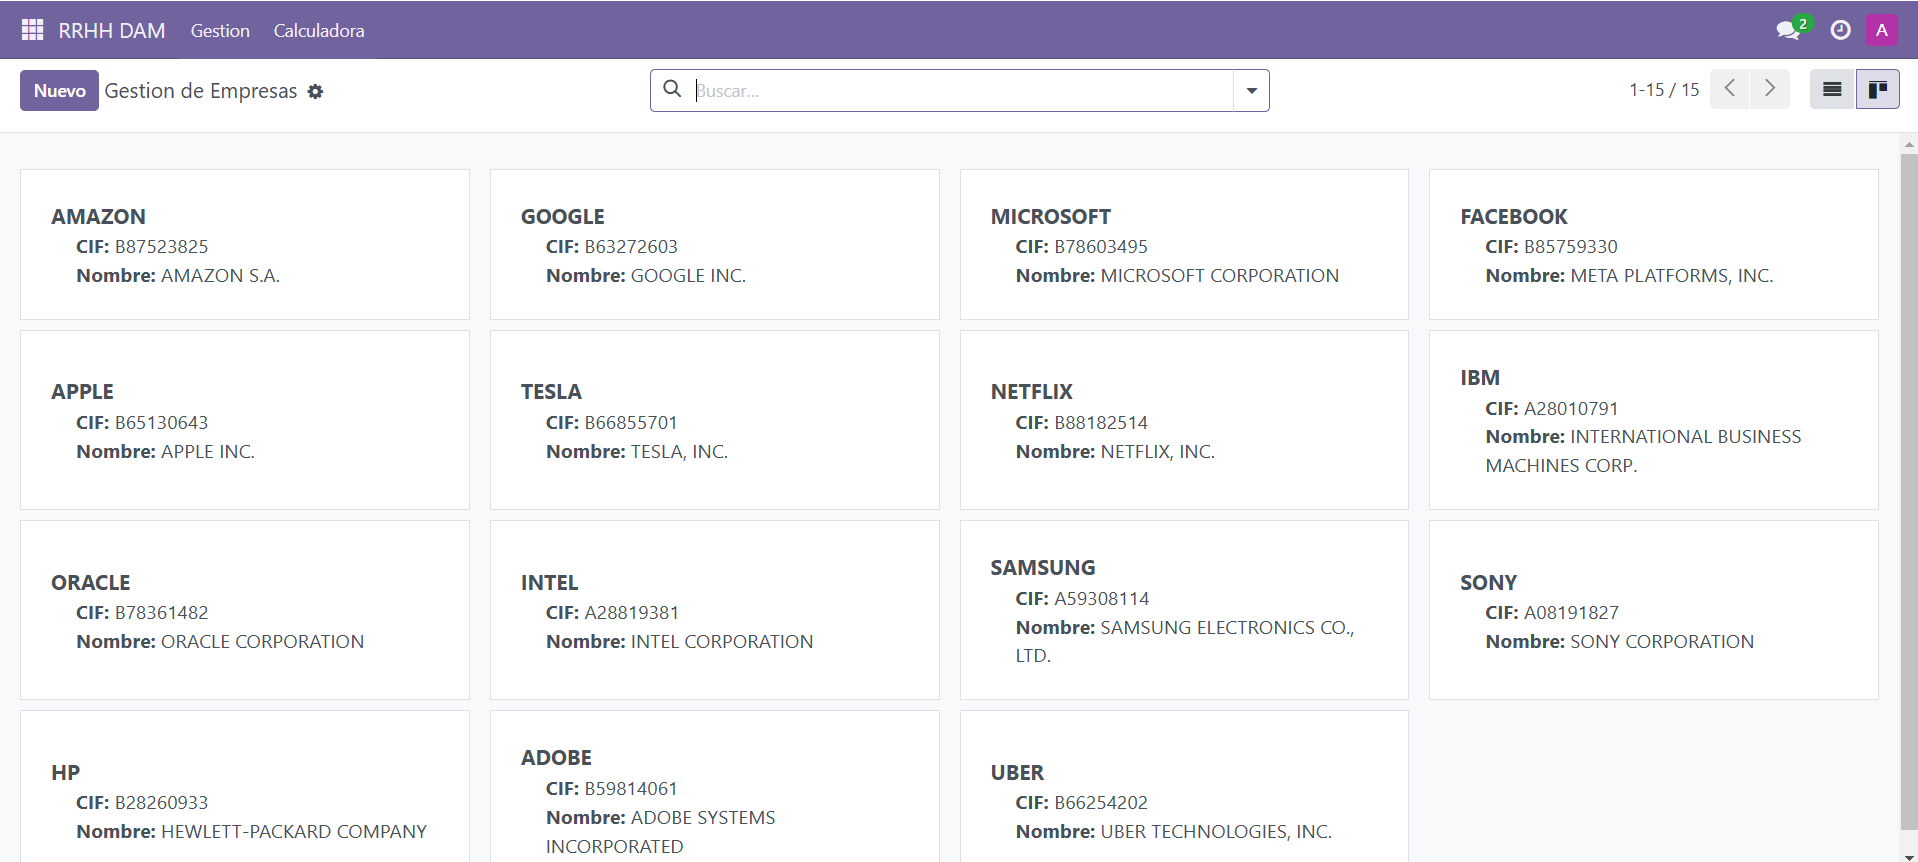 RRHH DAM Gestion Calculadora 2 A
Nuevo Gestion de Empresas Buscar... 1-15 / 15
AMAZON
CIF: B87523825
Nombre: AMAZON S.A.
GOOGLE
CIF: B63272603
Nombre: GOOGLE INC.
MICROSOFT
CIF: B78603495
Nombre: MICROSOFT CORPORATION
FACEBOOK
CIF: B85759330
Nombre: META PLATFORMS, INC.
APPLE
CIF: B65130643
Nombre: APPLE INC.
TESLA
CIF: B66855701
Nombre: TESLA, INC.
NETFLIX
CIF: B88182514
Nombre: NETFLIX, INC.
IBM
CIF: A28010791
Nombre: INTERNATIONAL BUSINESS
MACHINES CORP.
ORACLE
CIF: B78361482
Nombre: ORACLE CORPORATION
INTEL
CIF: A28819381
Nombre: INTEL CORPORATION
SAMSUNG
CIF: A59308114
Nombre: SAMSUNG ELECTRONICS CO.,
LTD.
SONY
CIF: A08191827
Nombre: SONY CORPORATION
HP
CIF: B28260933
Nombre: HEWLETT-PACKARD COMPANY
ADOBE
CIF: B59814061
Nombre: ADOBE SYSTEMS
INCORPORATED
UBER
CIF: B66254202
Nombre: UBER TECHNOLOGIES, INC.